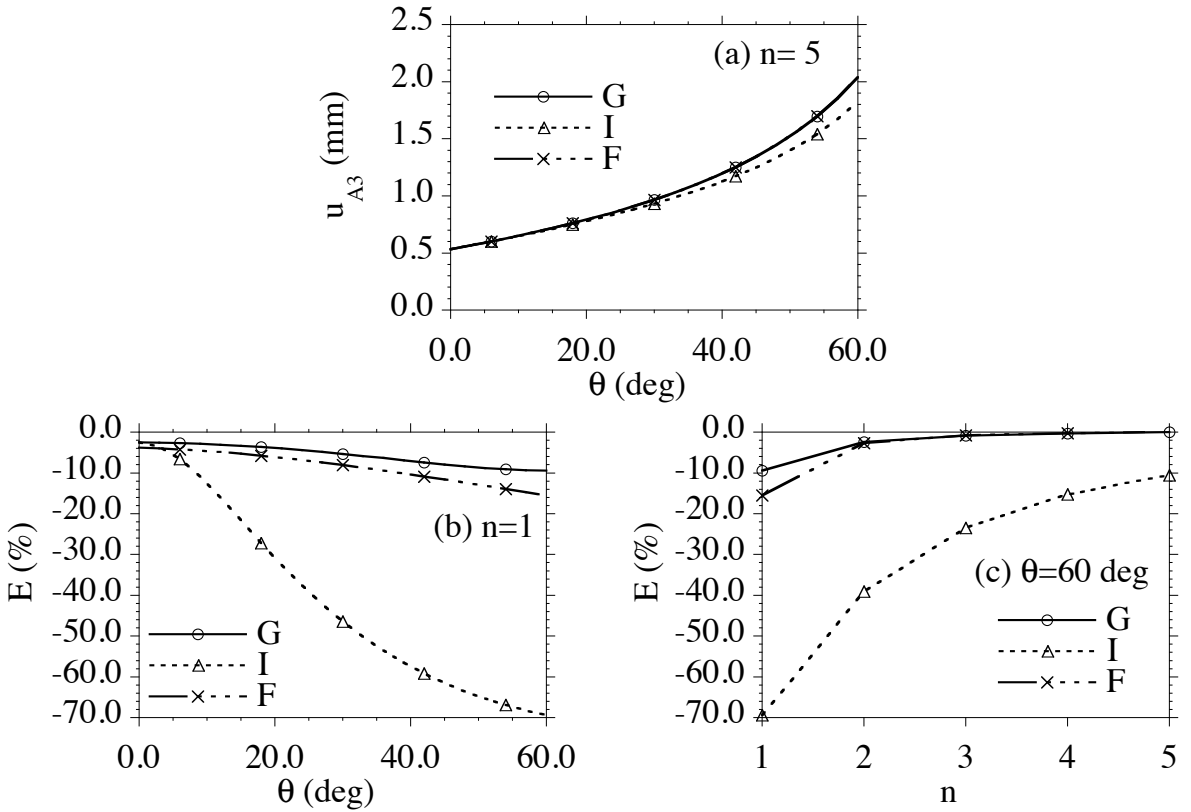 2.5
2.0
1.5
1.0
0.5
0.0
u A3 (mm)
(a) n= 5
G
I
F
0.0 20.0 40.0 60.0
θ (deg)
0.0
-10.0
-20.0
-30.0
-40.0
-50.0
-60.0
-70.0
E (%)
(b) n=1
G
I
F
0.0 20.0 40.0 60.0
θ (deg)
0.0
-10.0
-20.0
-30.0
-40.0
-50.0
-60.0
-70.0
E (%)
(c) θ=60 deg
G
I
F
1 2 3 4 5
n